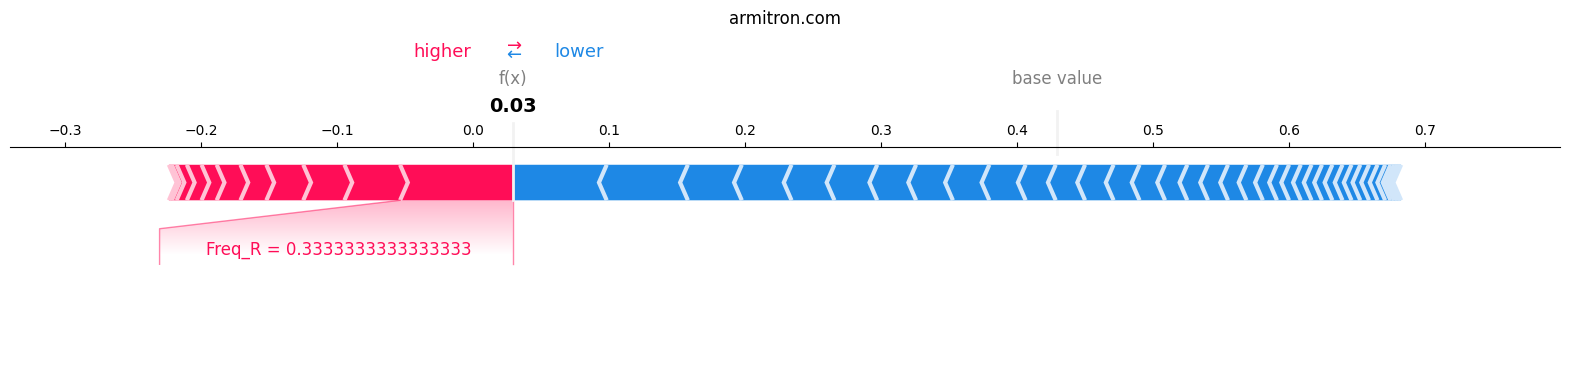 armitron.com
higher ⇄ lower
f(x) base value
0.03
−0.3 −0.2 −0.1 0.0 0.1 0.2 0.3 0.4 0.5 0.6 0.7
Freq_R = 0.3333333333333333